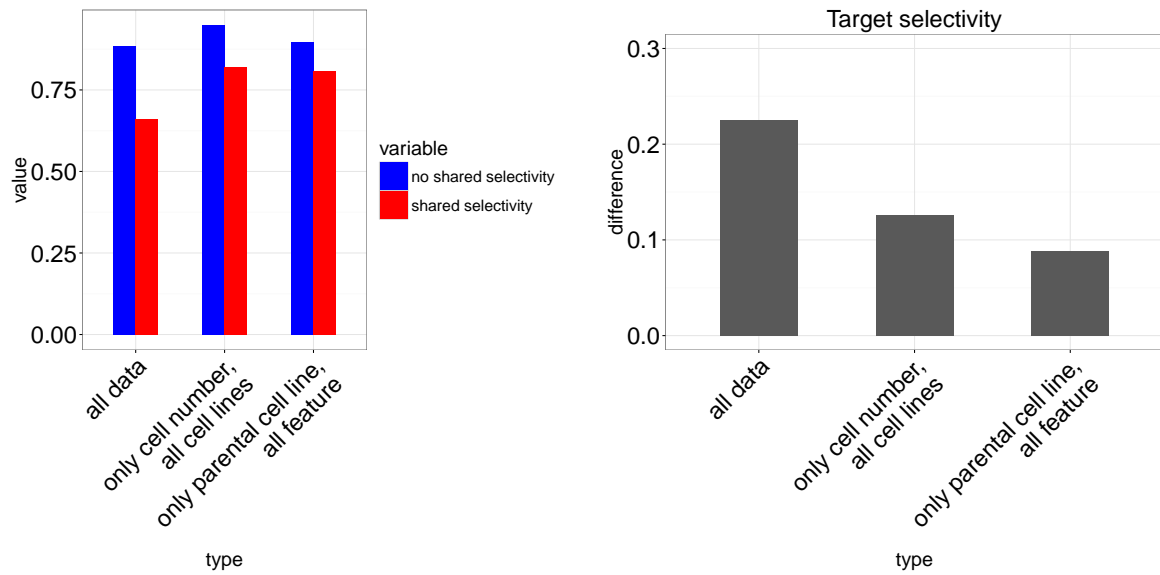 value
0.75
0.50
0.25
0.00
all data
only cell number,
all cell lines
only parental cell line,
all feature
type
variable
no shared selectivity
shared selectivity
Target selectivity
difference
0.3
0.2
0.1
0.0
all data
only cell number,
all cell lines
only parental cell line,
all feature
type